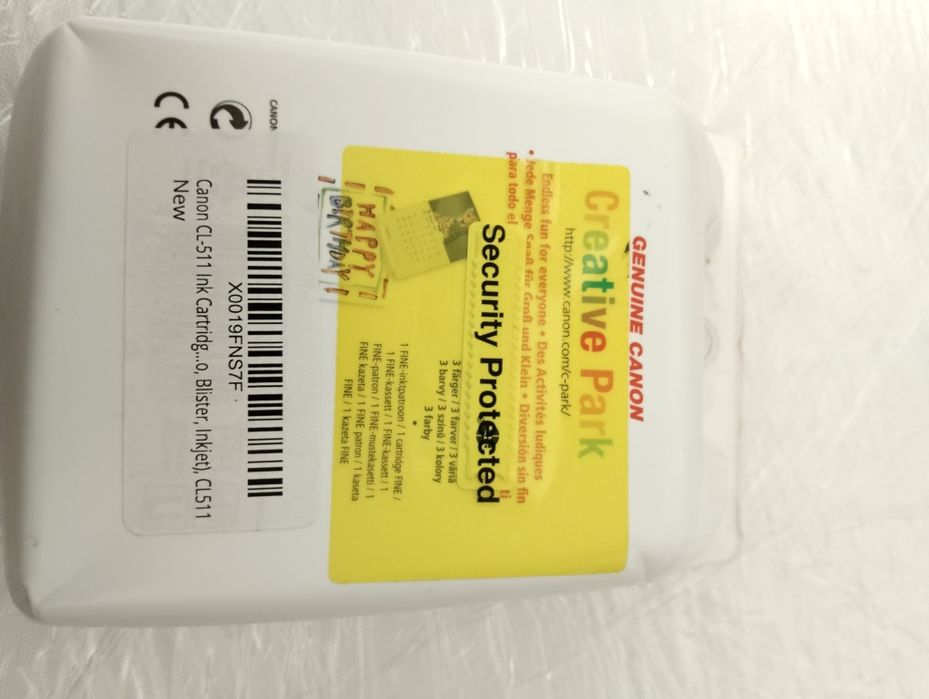 GENUINE CANON
Creative Park
http://www.canon.com/c-park/
Endless fun for everyone • Des Activités ludiques
• Jede Menge Spaß für Groß und Klein • Diversión sin fin
para todo el
ti
Security Protected
HAPPY
BIRTHDAY
3 färger / 3 farver / 3 väriä
3 barvy / 3 színű / 3 kolory
3 farby
1 FINE-inktpatroon / 1 cartridge FINE /
1 FINE-kassett / 1 FINE-kassett / 1
FINE-patron / 1 FINE-mustekasetti / 1
FINE kazeta / 1 FINE patron / 1 kaseta
FINE / 1 kazeta FINE
CANON
CE
X0019FNS7F
Canon CL-511 Ink Cartridg...o, Blister, Inkjet), CL511
New